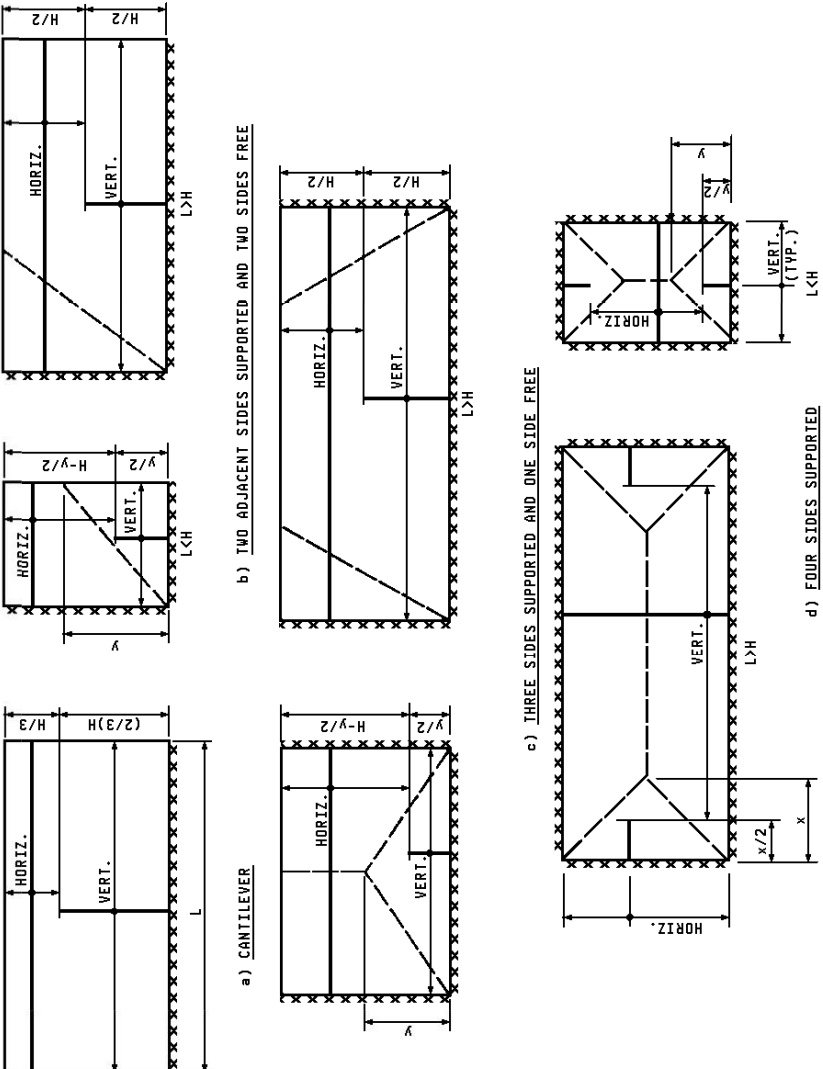 H/3
(2/3)H
HORIZ.
VERT.
L
a) CANTILEVER
H-y/2
y/2
HORIZ.
VERT.
y
L<H
H/2
H/2
HORIZ.
VERT.
L>H
b) TWO ADJACENT SIDES SUPPORTED AND TWO SIDES FREE
H-y/2
y/2
HORIZ.
VERT.
y
H/2
H/2
HORIZ.
VERT.
L>H
c) THREE SIDES SUPPORTED AND ONE SIDE FREE
HORIZ.
VERT.
x/2
x
L>H
y
y/2
HORIZ.
VERT.
(TYP.)
L<H
d) FOUR SIDES SUPPORTED